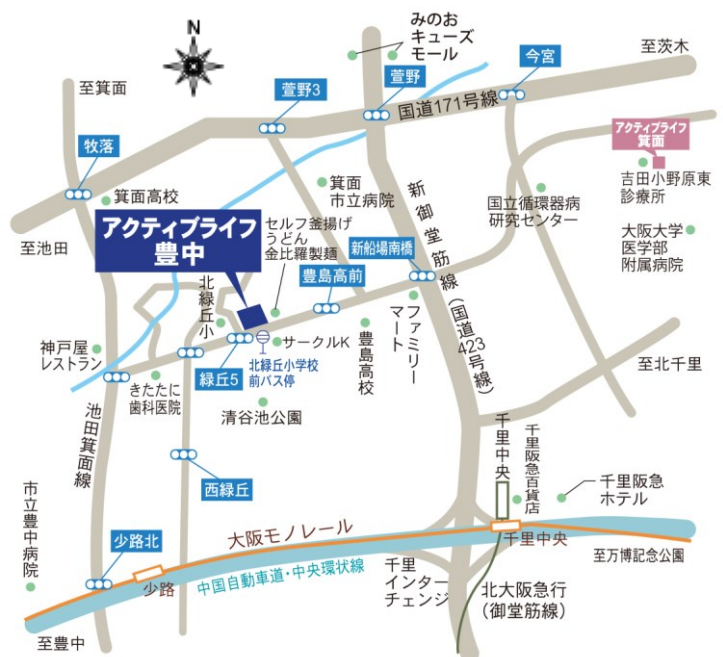 N
みのお
キューズ
モール
至茨木
今宮
萱野
萱野3
至箕面
国道171号線
牧落
アクティブライフ
箕面
吉田小野原東
診療所
箕面高校
箕面
市立病院
国立循環器病
研究センター
大阪大学
医学部
附属病院
至池田
アクティブライフ
豊中
セルフ釜揚げ
うどん
金比羅製麺
新御堂筋線(国道423号線)
新船場南橋
豊島高前
北緑丘小
サークルK
ファミリーマート
豊島高校
神戸屋
レストラン
緑丘5
北緑丘小学校
前バス停
至北千里
きたたに
歯科医院
清谷池公園
池田箕面線
西緑丘
千里中央
千里阪急百貨店
千里阪急
ホテル
市立豊中病院
少路北
大阪モノレール
千里中央
至万博記念公園
少路
中国自動車道・中央環状線
千里
インター
チェンジ
北大阪急行
(御堂筋線)
至豊中